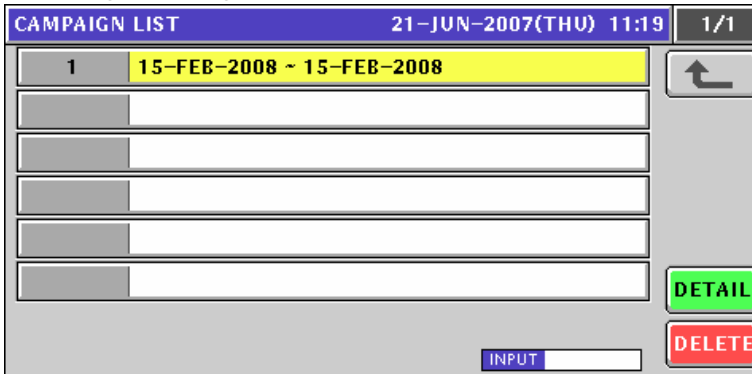 CAMPAIGN LIST 21-JUN-2007(THU) 11:19 1/1
1 15-FEB-2008 ~ 15-FEB-2008
DETAIL
DELETE
INPUT